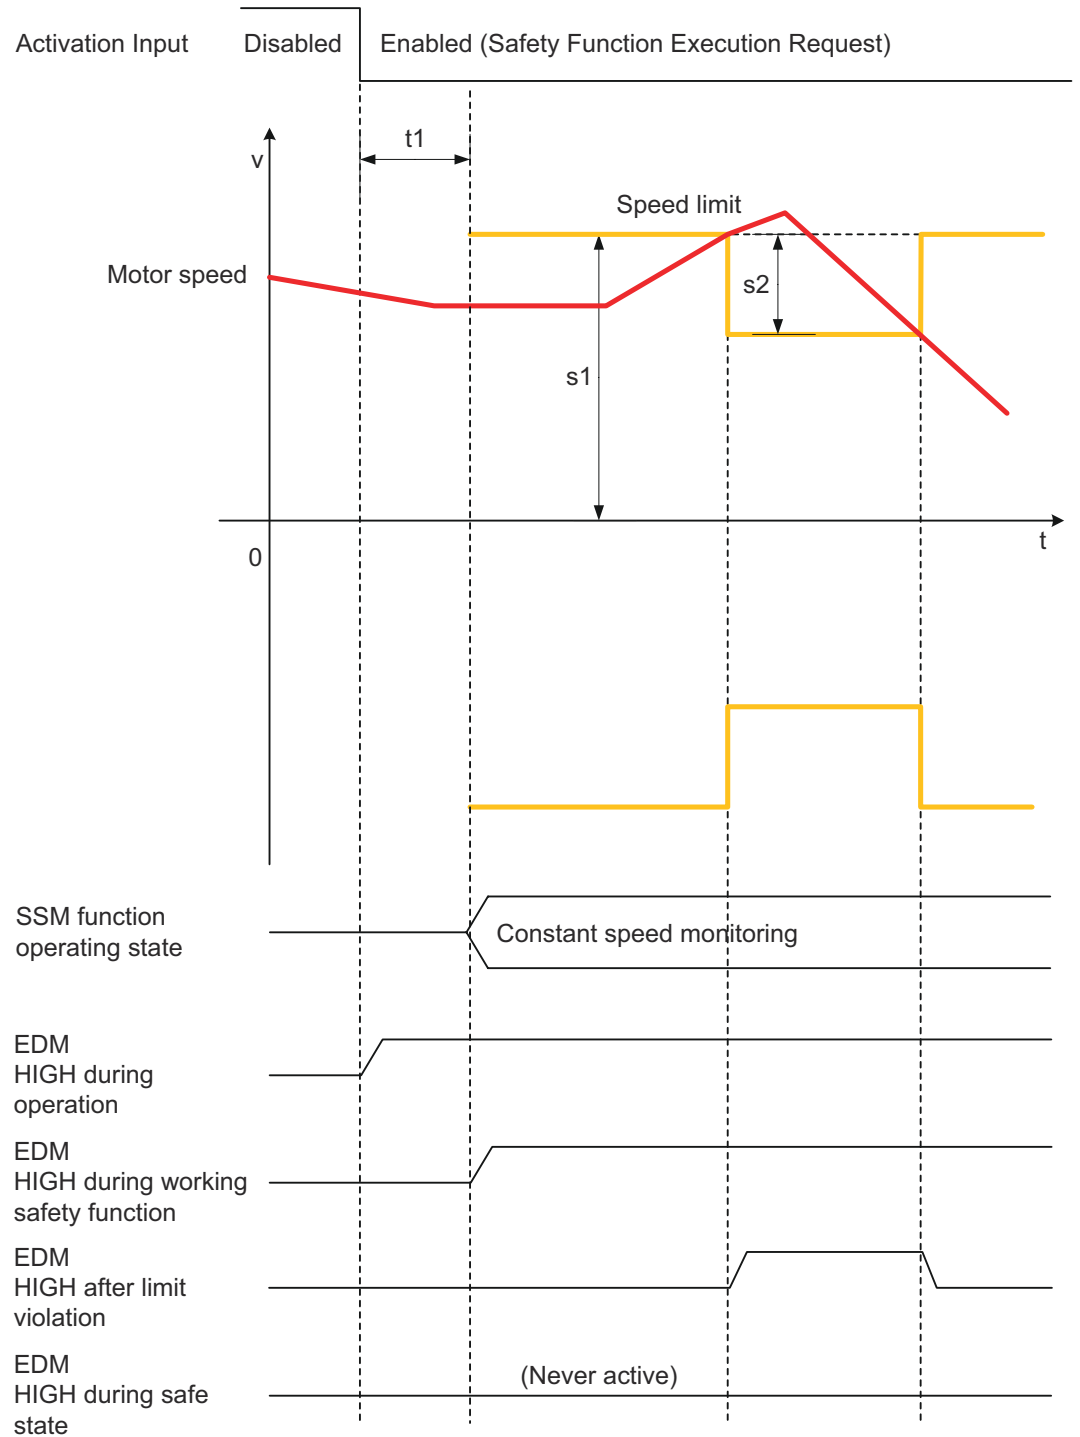 Activation Input
Disabled
Enabled (Safety Function Execution Request)
t1
v
Speed limit
Motor speed
s2
s1
t
0
SSM function
operating state
Constant speed monitoring
EDM
HIGH during
operation
EDM
HIGH during working
safety function
EDM
HIGH after limit
violation
EDM
HIGH during safe
state
(Never active)